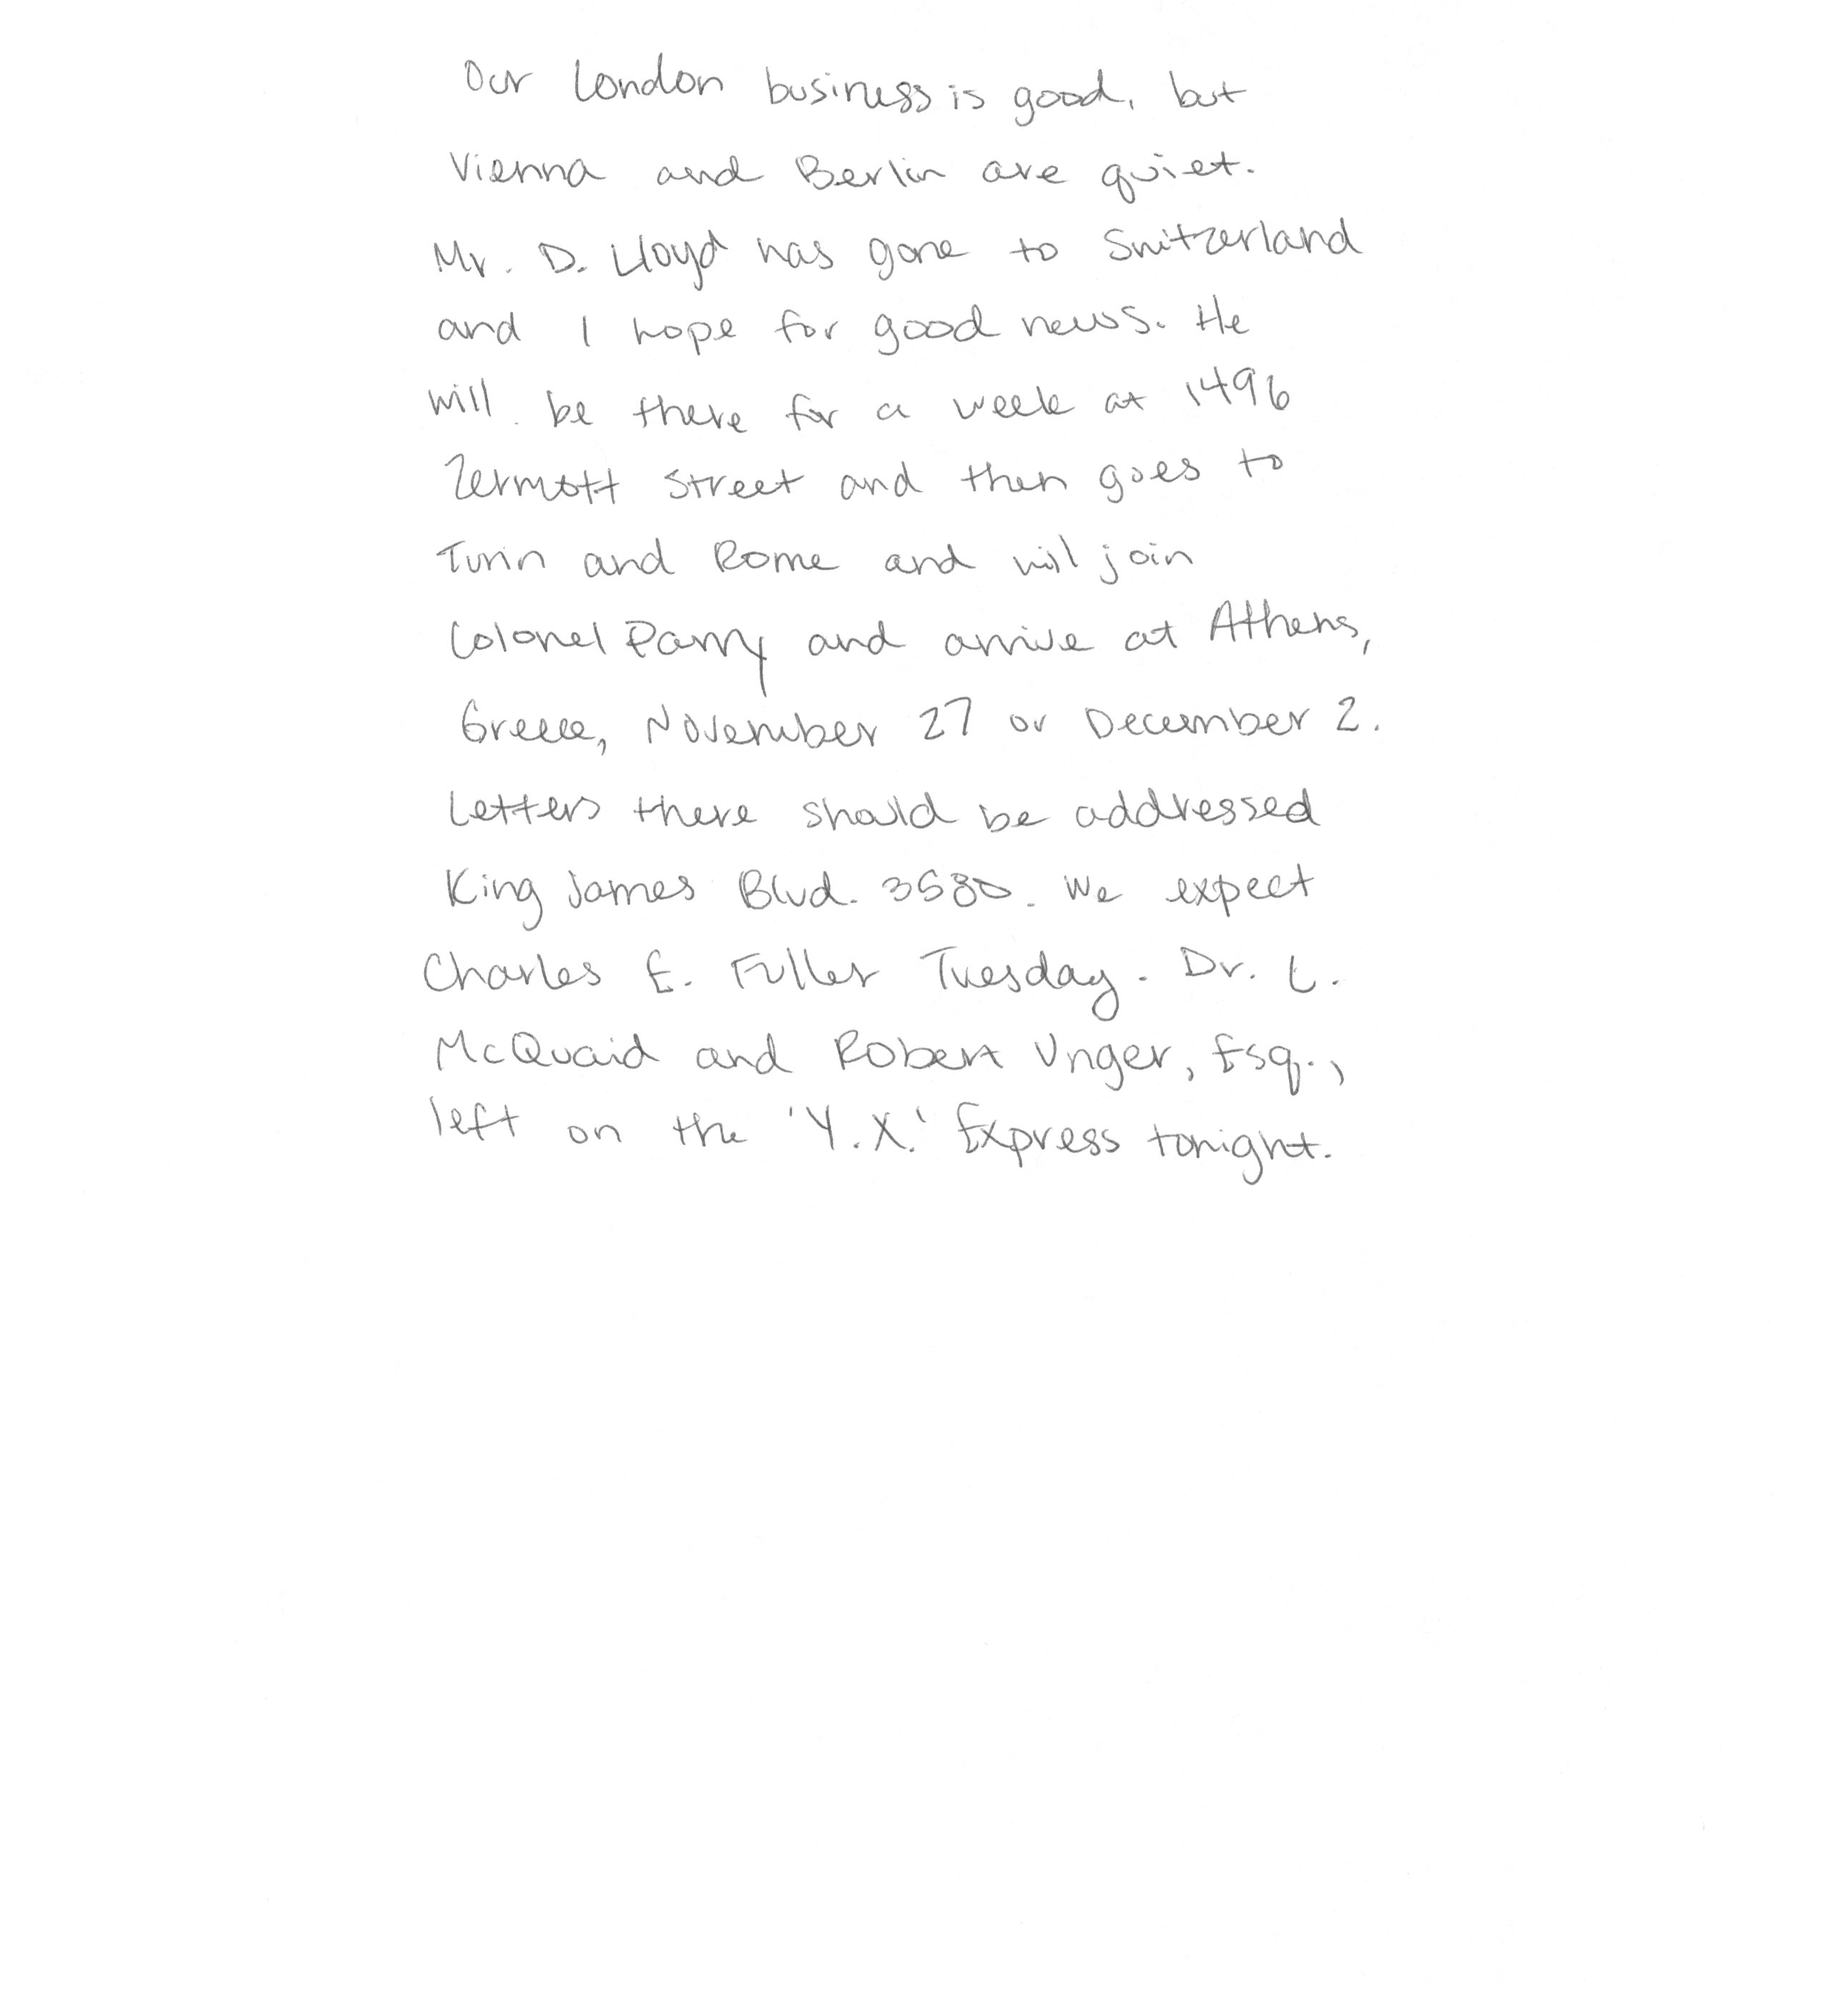 Our London business is good, but
Vienna and Berlin are quiet.
Mr. D. Lloyd has gone to Switzerland
and I hope for good news. He
will be there for a week at 1496
Zermott Street and then goes to
Turin and Rome and will join
Colonel Parry and arrive at Athens,
Greece, November 27 or December 2.
Letters there should be addressed
King James Blvd. 3580. We expect
Charles E. Fuller Tuesday. Dr. L.
McQuaid and Robert Unger, Esq.,
left on the 'Y.X.' Express tonight.